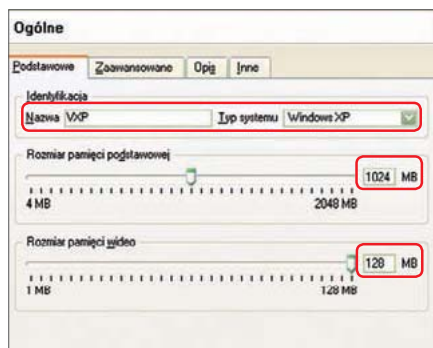 Ogólne
Podstawowe Zaawansowane Opis Inne
Identyfikacja
Nazwa VXP Typ systemu Windows XP
Rozmiar pamięci podstawowej
1024 MB
4 MB 2048 MB
Rozmiar pamięci wideo
128 MB
1 MB 128 MB